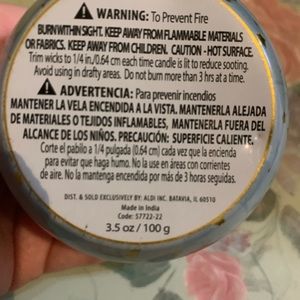 ⚠ WARNING: To Prevent Fire
BURN WITHIN SIGHT. KEEP AWAY FROM FLAMMABLE MATERIALS
OR FABRICS. KEEP AWAY FROM CHILDREN. CAUTION - HOT SURFACE.
Trim wicks to 1/4 in./0.64 cm each time candle is lit to reduce sooting.
Avoid using in drafty areas. Do not burn more than 3 hrs at a time.
⚠ ADVERTENCIA: Para prevenir incendios
MANTENER LA VELA ENCENDIDA A LA VISTA. MANTENERLA ALEJADA
DE MATERIALES O TEJIDOS INFLAMABLES, MANTENERLA FUERA DEL
ALCANCE DE LOS NIÑOS. PRECAUCIÓN: SUPERFICIE CALIENTE.
Corte el pabilo a 1/4 pulgada (0.64 cm) cada vez que la encienda
para evitar que haga humo. No la use en áreas con corrientes
de aire. No la mantenga encendida por más de 3 horas seguidas.
DIST. & SOLD EXCLUSIVELY BY: ALDI INC. BATAVIA, IL 60510
Made in India
Code: 57722-22
3.5 oz / 100 g